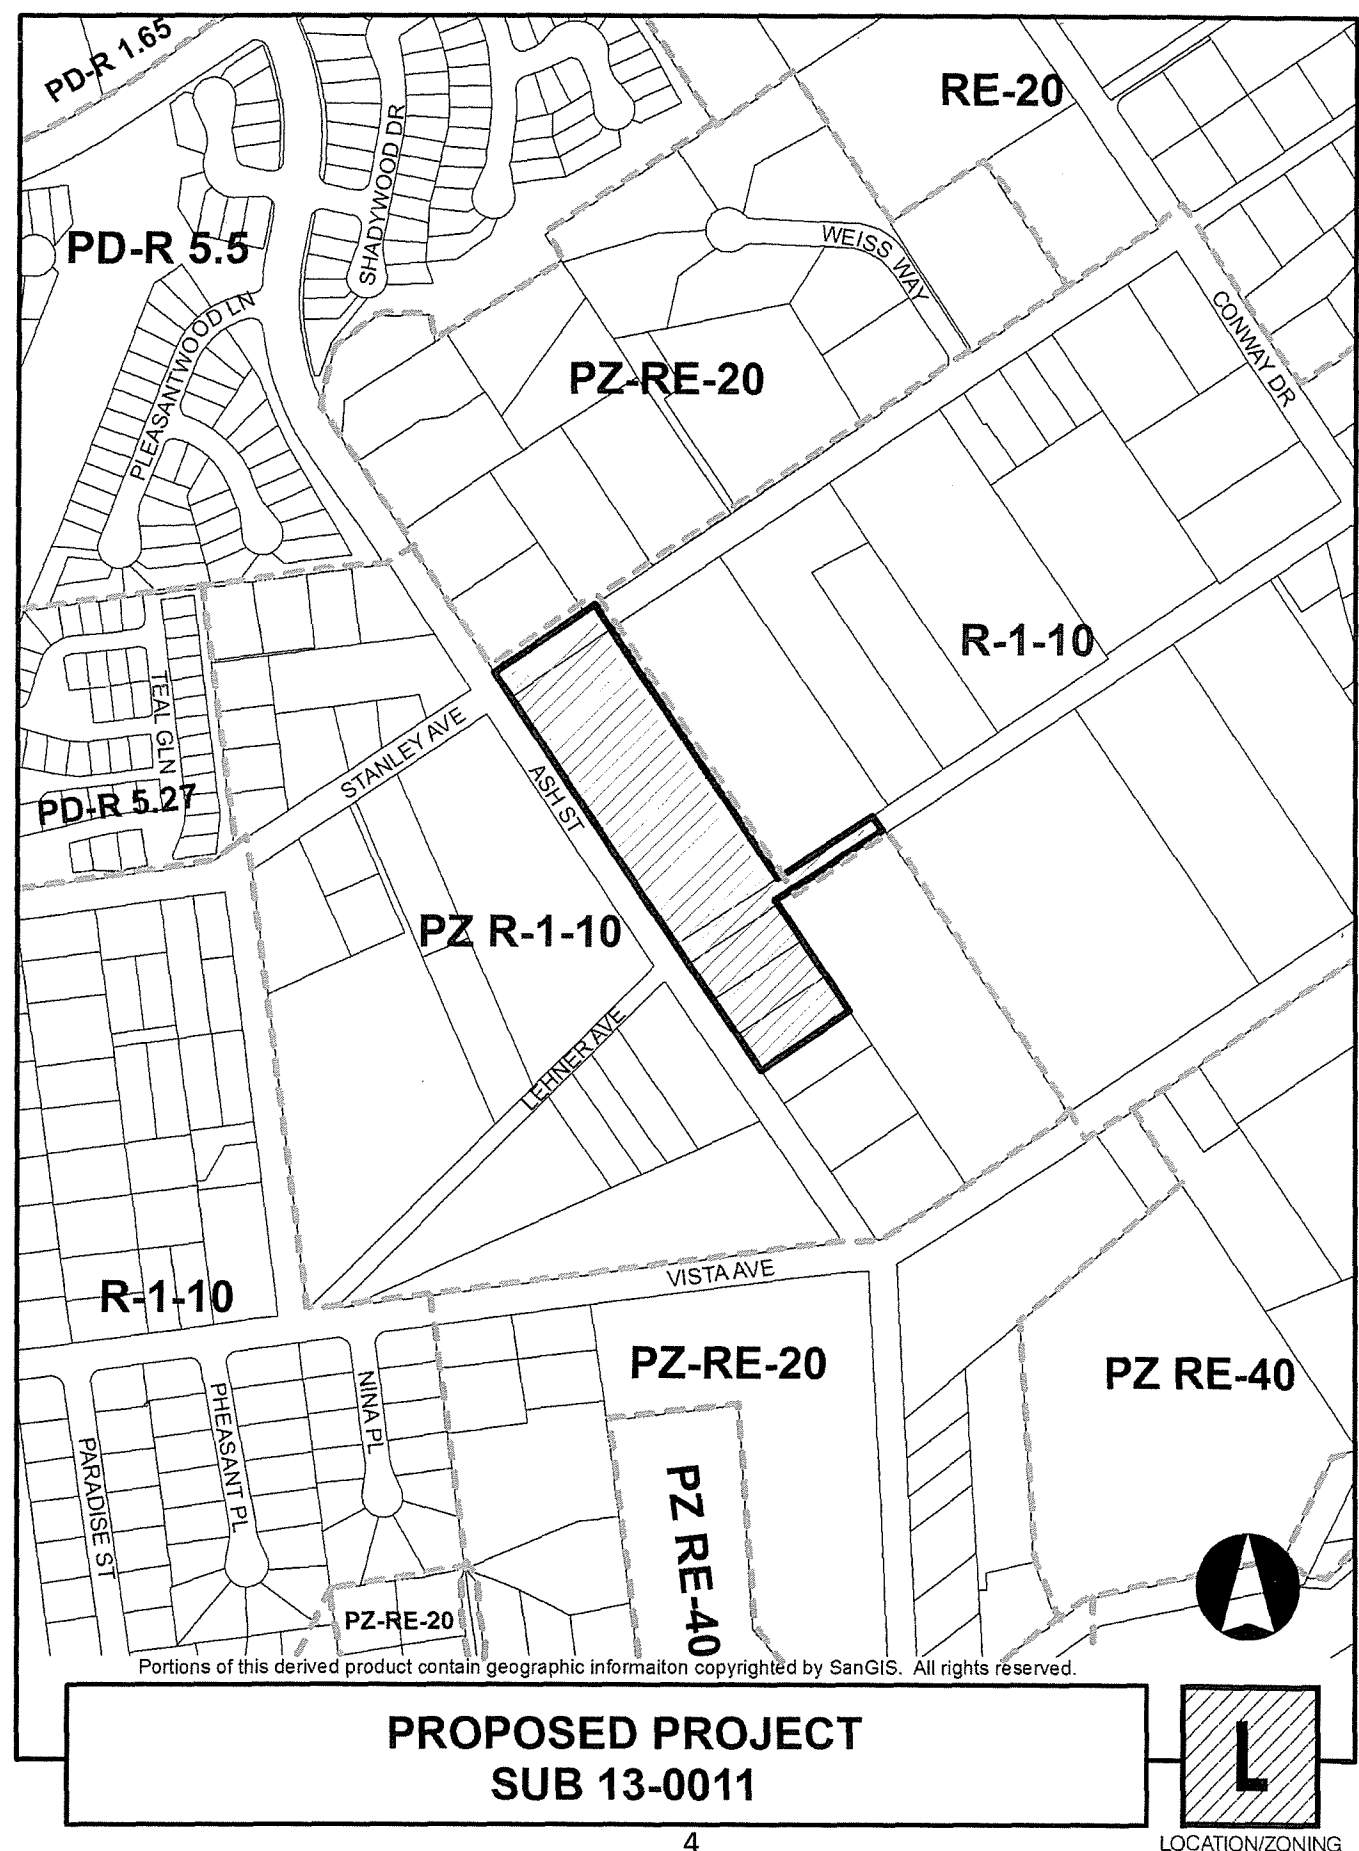 PD-R 1.65
RE-20
SHADYWOOD DR
PD-R 5.5
WEISS WAY
PLEASANTWOOD LN
CONWAY DR
PZ-RE-20
R-1-10
TEAL GLN
STANLEY AVE
ASH ST
PD-R 5.27
PZ R-1-10
LEHNER AVE
VISTA AVE
R-1-10
PZ-RE-20
PZ RE-40
NINA PL
PHEASANT PL
PARADISE ST
PZ RE-40
PZ-RE-20
Portions of this derived product contain geographic informaiton copyrighted by SanGIS. All rights reserved.
PROPOSED PROJECT
SUB 13-0011
L
4
LOCATION/ZONING